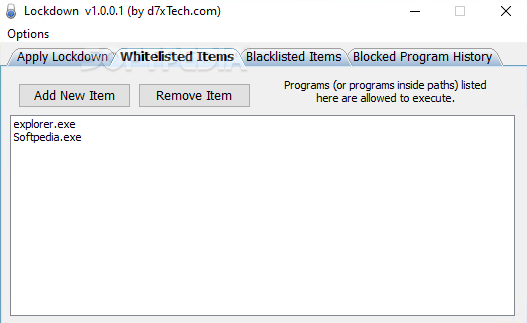 Lockdown v1.0.0.1 (by d7xTech.com)
Options
Apply Lockdown Whitelisted Items Blacklisted Items Blocked Program History
SOFTPEDIA
Add New Item Remove Item
Programs (or programs inside paths) listed
here are allowed to execute.
explorer.exe
Softpedia.exe